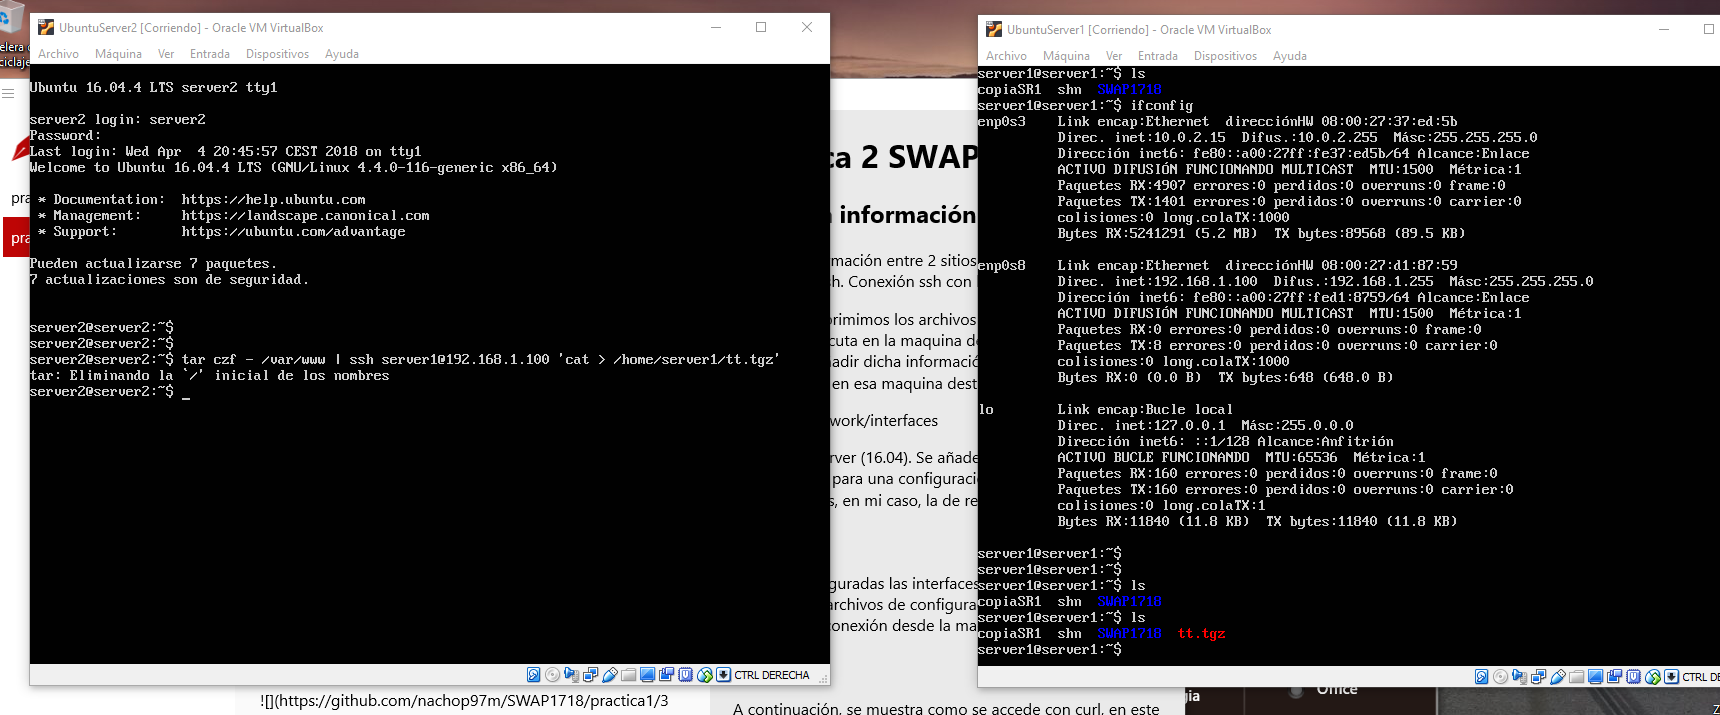 elera d
ciclaje
UbuntuServer2 [Corriendo] - Oracle VM VirtualBox
Archivo Máquina Ver Entrada Dispositivos Ayuda
Ubuntu 16.04.4 LTS server2 tty1
server2 login: server2
Password:
Last login: Wed Apr  4 20:45:57 CEST 2018 on tty1
Welcome to Ubuntu 16.04.4 LTS (GNU/Linux 4.4.0-116-generic x86_64)
* Documentation:  https://help.ubuntu.com
* Management:     https://landscape.canonical.com
* Support:        https://ubuntu.com/advantage
Pueden actualizarse 7 paquetes.
7 actualizaciones son de seguridad.
server2@server2:~$
server2@server2:~$
server2@server2:~$ tar czf - /var/www | ssh server1@192.168.1.100 'cat > /home/server1/tt.tgz'
tar: Eliminando la `/' inicial de los nombres
server2@server2:~$ _
CTRL DERECHA
pra
pra
ca 2 SWAP
información
rmación entre 2 sitios
sh. Conexión ssh con
primimos los archivos
cuta en la maquina de
adir dicha informació
en esa maquina dest
work/interfaces
rver (16.04). Se añade
para una configuraci
s, en mi caso, la de re
guradas las interfaces
archivos de configura
conexión desde la ma
![](https://github.com/nachop97m/SWAP1718/practica1/3
A continuación, se muestra como se accede con curl, en este
UbuntuServer1 [Corriendo] - Oracle VM VirtualBox
Archivo Máquina Ver Entrada Dispositivos Ayuda
server1@server1:~$ ls
copiaSR1  shn  SWAP1718
server1@server1:~$ ifconfig
enp0s3    Link encap:Ethernet  direcciónHW 08:00:27:37:ed:5b
Direc. inet:10.0.2.15  Difus.:10.0.2.255  Másc:255.255.255.0
Dirección inet6: fe80::a00:27ff:fe37:ed5b/64 Alcance:Enlace
ACTIVO DIFUSIÓN FUNCIONANDO MULTICAST  MTU:1500  Métrica:1
Paquetes RX:4907 errores:0 perdidos:0 overruns:0 frame:0
Paquetes TX:1401 errores:0 perdidos:0 overruns:0 carrier:0
colisiones:0 long.colaTX:1000
Bytes RX:5241291 (5.2 MB)  TX bytes:89568 (89.5 KB)
enp0s8    Link encap:Ethernet  direcciónHW 08:00:27:d1:87:59
Direc. inet:192.168.1.100  Difus.:192.168.1.255  Másc:255.255.255.0
Dirección inet6: fe80::a00:27ff:fed1:8759/64 Alcance:Enlace
ACTIVO DIFUSIÓN FUNCIONANDO MULTICAST  MTU:1500  Métrica:1
Paquetes RX:0 errores:0 perdidos:0 overruns:0 frame:0
Paquetes TX:8 errores:0 perdidos:0 overruns:0 carrier:0
colisiones:0 long.colaTX:1000
Bytes RX:0 (0.0 B)  TX bytes:648 (648.0 B)
lo        Link encap:Bucle local
Direc. inet:127.0.0.1  Másc:255.0.0.0
Dirección inet6: ::1/128 Alcance:Anfitrión
ACTIVO BUCLE FUNCIONANDO  MTU:65536  Métrica:1
Paquetes RX:160 errores:0 perdidos:0 overruns:0 frame:0
Paquetes TX:160 errores:0 perdidos:0 overruns:0 carrier:0
colisiones:0 long.colaTX:1
Bytes RX:11840 (11.8 KB)  TX bytes:11840 (11.8 KB)
server1@server1:~$
server1@server1:~$
server1@server1:~$ ls
copiaSR1  shn  SWAP1718
server1@server1:~$ ls
copiaSR1  shn  SWAP1718  tt.tgz
server1@server1:~$
CTRL DE
gia
Office
Z